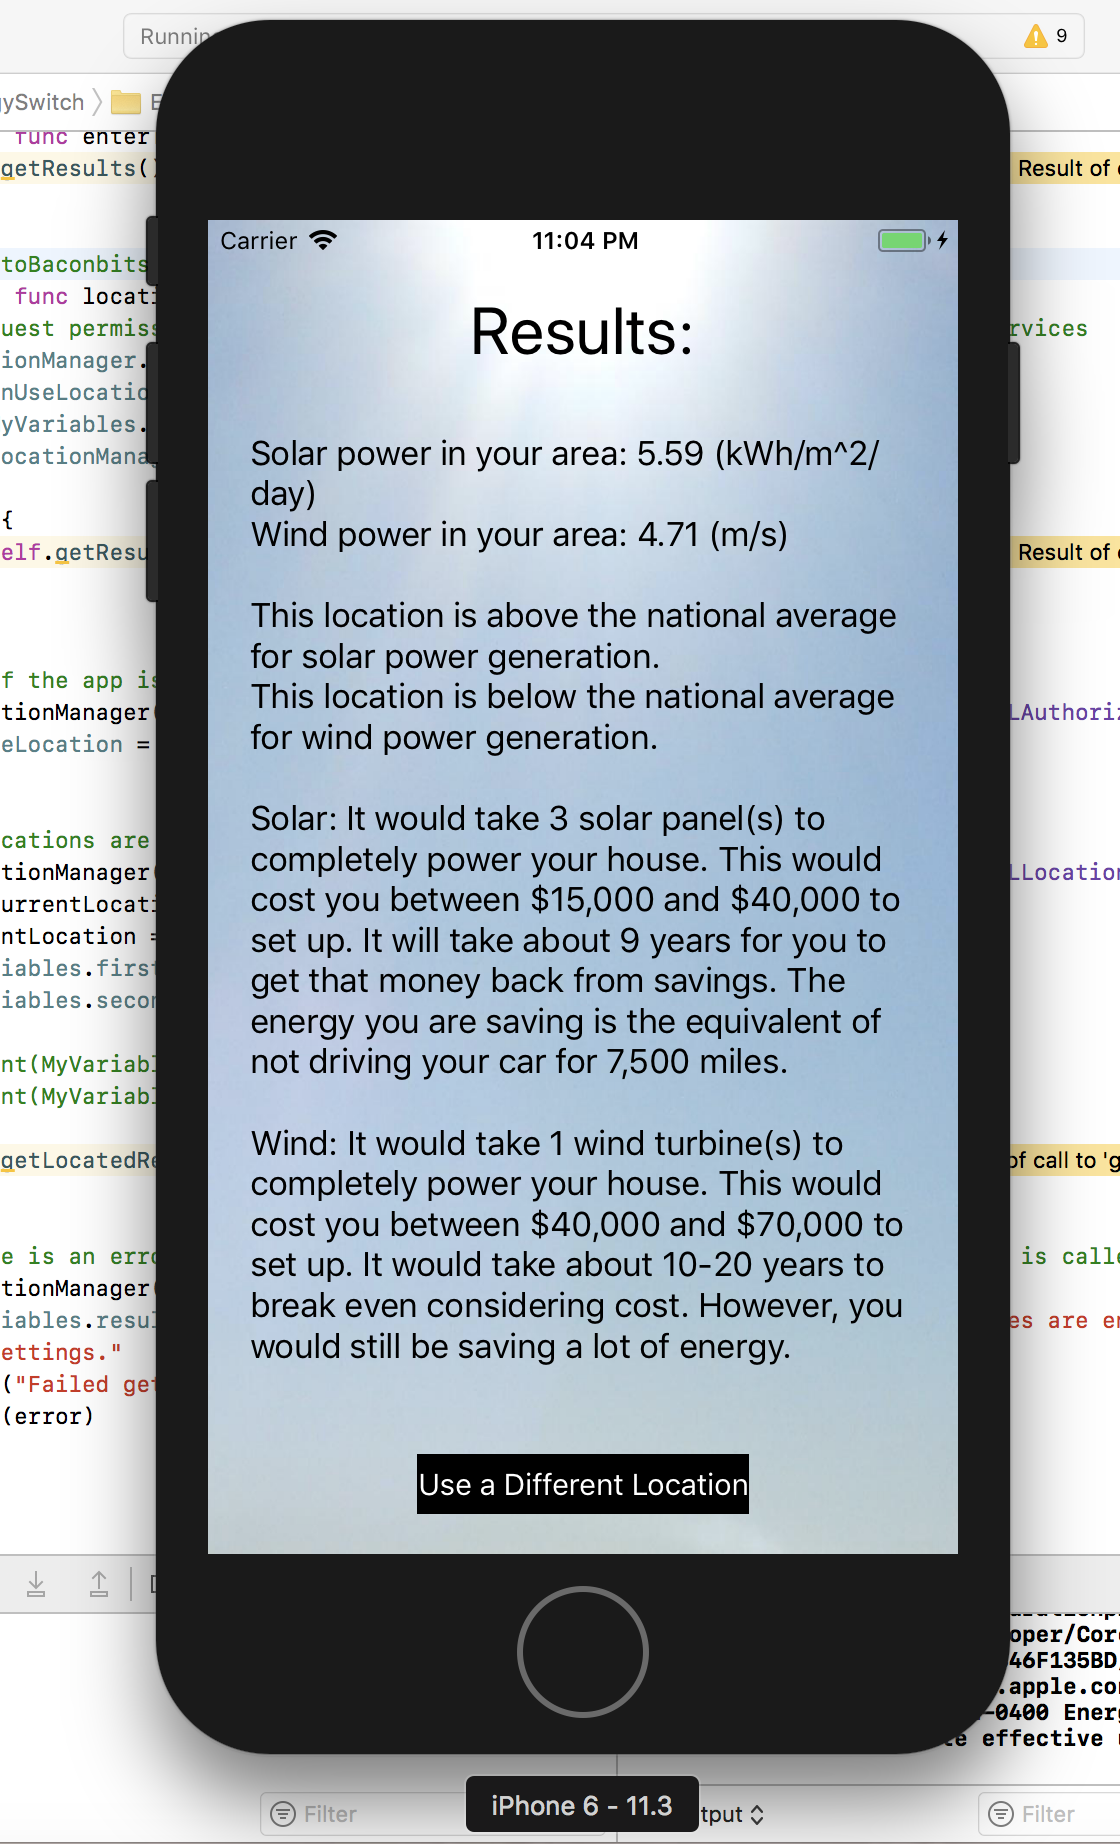 9
func enter
getResults()
Result of
toBaconbits
func locati
uest permiss
rvices
ionManager.
nUseLocatio
yVariables.
ocationMana
{
elf.getResu
Result of
f the app is
tionManager(
LAuthoriz
eLocation =
cations are
tionManager(
LLocation
urrentLocati
ntLocation =
iables.first
iables.secon
nt(MyVariabl
nt(MyVariabl
getLocatedRe
of call to 'g
e is an erro
is calle
tionManager(
iables.resul
es are en
ettings."
("Failed get
(error)
Carrier 11:04 PM
Results:
Solar power in your area: 5.59 (kWh/m^2/
day)
Wind power in your area: 4.71 (m/s)
This location is above the national average
for solar power generation.
This location is below the national average
for wind power generation.
Solar: It would take 3 solar panel(s) to
completely power your house. This would
cost you between $15,000 and $40,000 to
set up. It will take about 9 years for you to
get that money back from savings. The
energy you are saving is the equivalent of
not driving your car for 7,500 miles.
Wind: It would take 1 wind turbine(s) to
completely power your house. This would
cost you between $40,000 and $70,000 to
set up. It would take about 10-20 years to
break even considering cost. However, you
would still be saving a lot of energy.
Use a Different Location
oper/Cor
46F135BD
.apple.co
-0400 Ener
te effective
iPhone 6 - 11.3
Filter
tput
Filter
Runnin
ySwitch